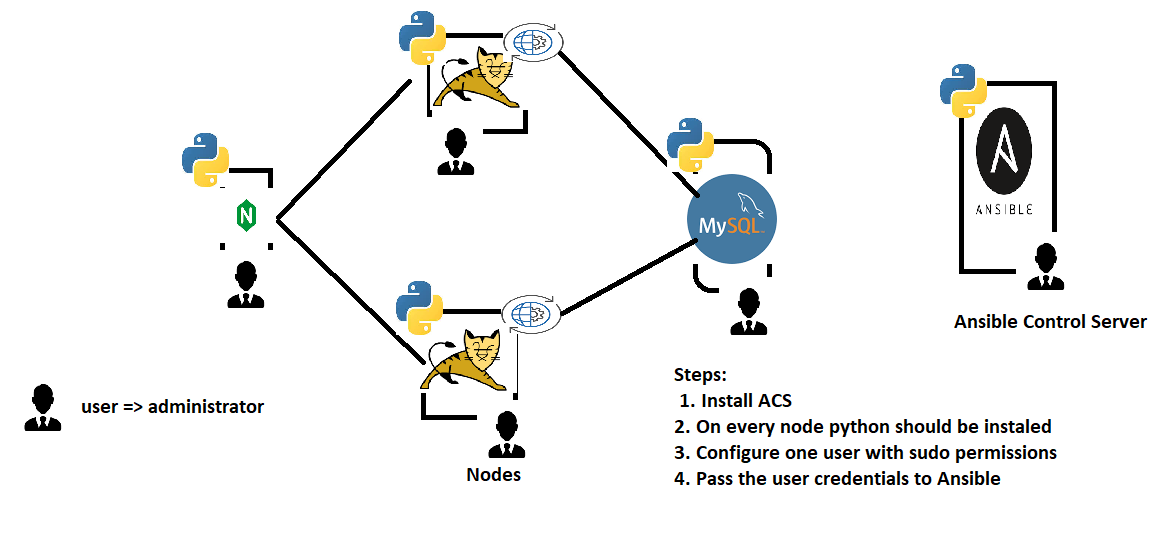 N
MySQL
ANSIBLE
Ansible Control Server
user => administrator
Nodes
Steps:
1. Install ACS
2. On every node python should be instaled
3. Configure one user with sudo permissions
4. Pass the user credentials to Ansible